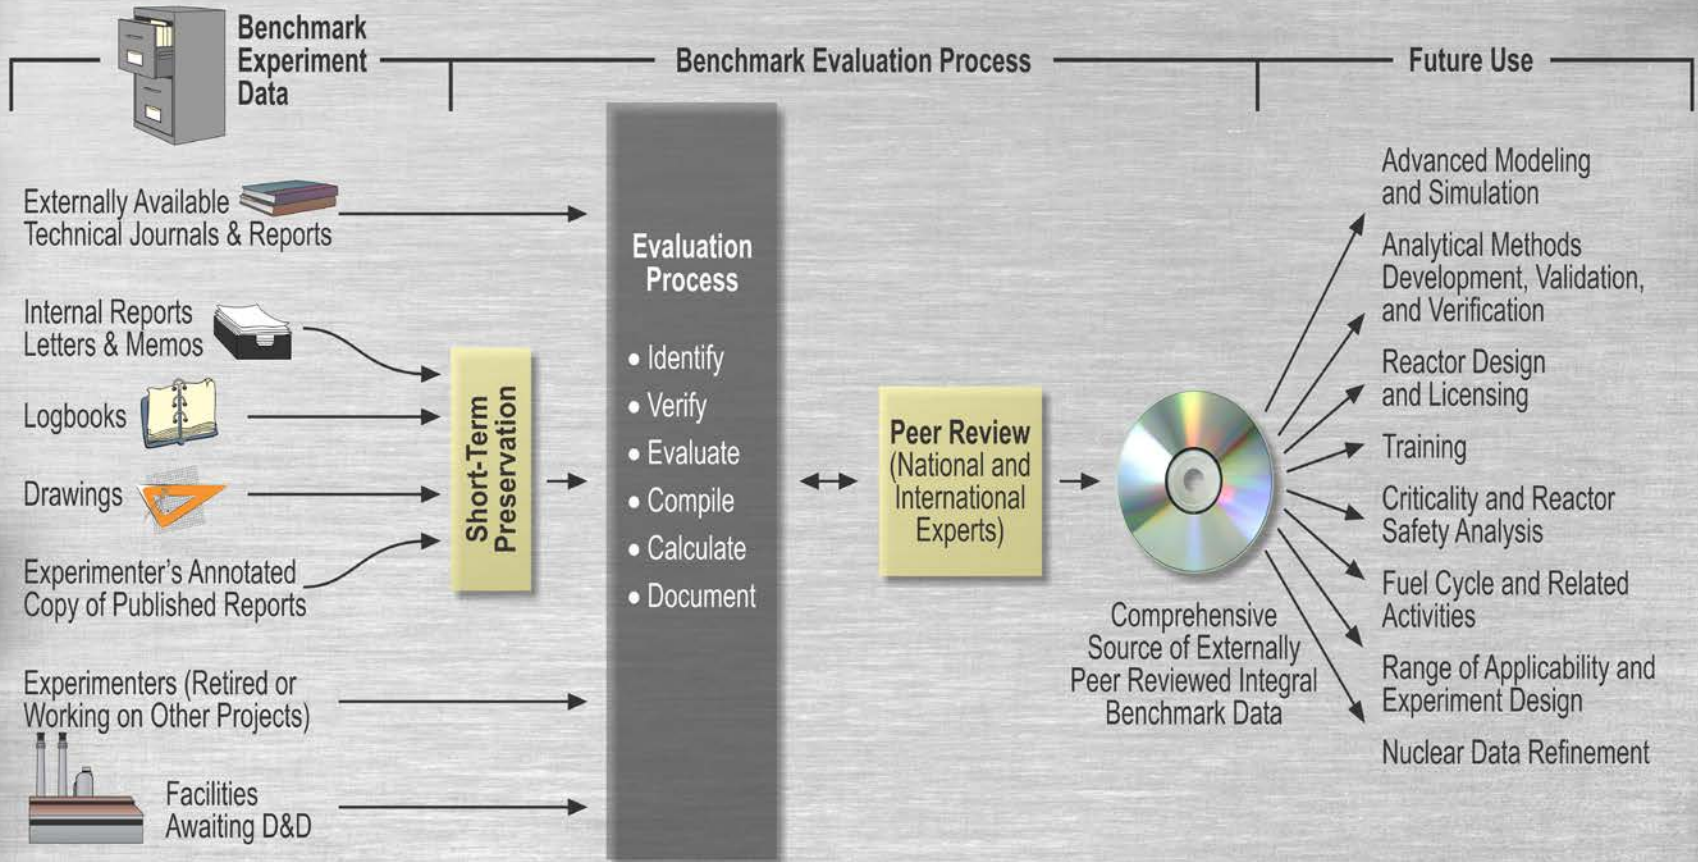 Benchmark
Experiment
Data
Benchmark Evaluation Process
Future Use
Externally Available
Technical Journals & Reports
Internal Reports
Letters & Memos
Logbooks
Drawings
Experimenter's Annotated
Copy of Published Reports
Experimenters (Retired or
Working on Other Projects)
Facilities
Awaiting D&D
Short-Term
Preservation
Evaluation
Process
• Identify
• Verify
• Evaluate
• Compile
• Calculate
• Document
Peer Review
(National and
International
Experts)
Comprehensive
Source of Externally
Peer Reviewed Integral
Benchmark Data
Advanced Modeling
and Simulation
Analytical Methods
Development, Validation,
and Verification
Reactor Design
and Licensing
Training
Criticality and Reactor
Safety Analysis
Fuel Cycle and Related
Activities
Range of Applicability and
Experiment Design
Nuclear Data Refinement